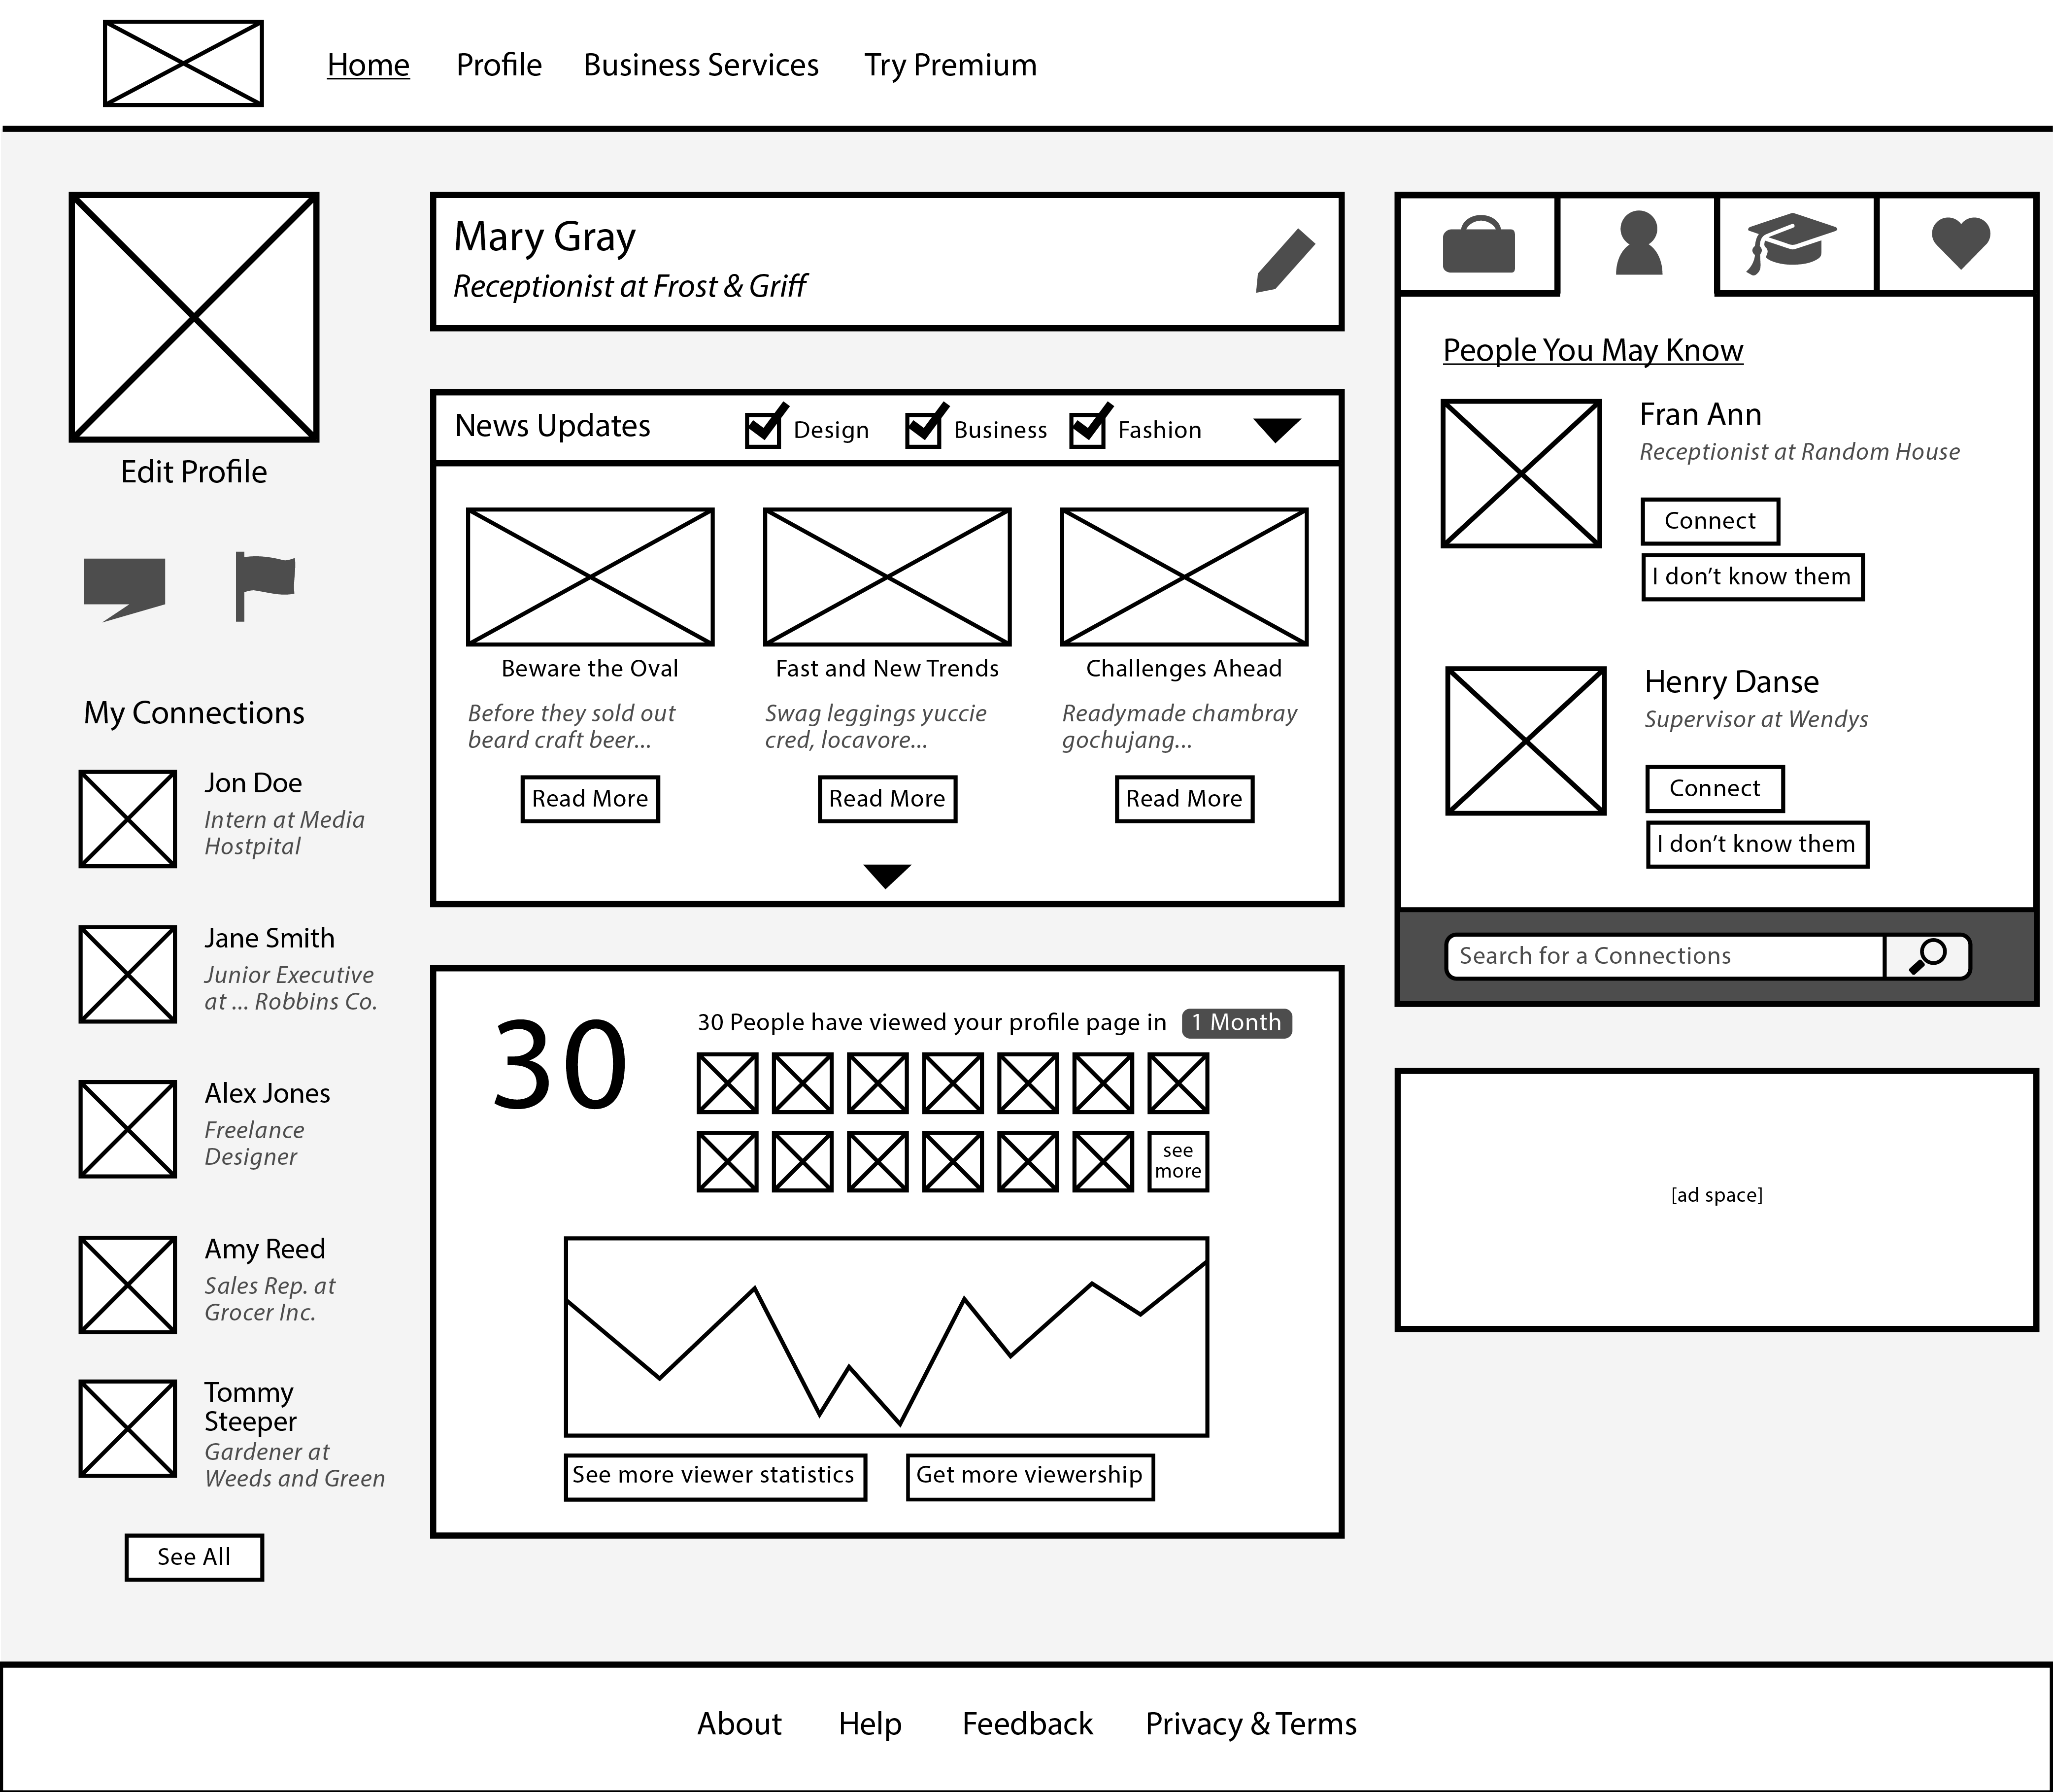 Home Profile Business Services Try Premium
Edit Profile
My Connections
Jon Doe
Intern at Media
Hostpital
Jane Smith
Junior Executive
at ... Robbins Co.
Alex Jones
Freelance
Designer
Amy Reed
Sales Rep. at
Grocer Inc.
Tommy
Steeper
Gardener at
Weeds and Green
See All
Mary Gray
Receptionist at Frost & Griff
News Updates Design Business Fashion
Beware the Oval
Before they sold out
beard craft beer...
Read More
Fast and New Trends
Swag leggings yuccie
cred, locavore...
Read More
Challenges Ahead
Readymade chambray
gochujang...
Read More
30
30 People have viewed your profile page in 1 Month
see
more
See more viewer statistics
Get more viewership
People You May Know
Fran Ann
Receptionist at Random House
Connect
I don’t know them
Henry Danse
Supervisor at Wendys
Connect
I don’t know them
Search for a Connections
[ad space]
About Help Feedback Privacy & Terms